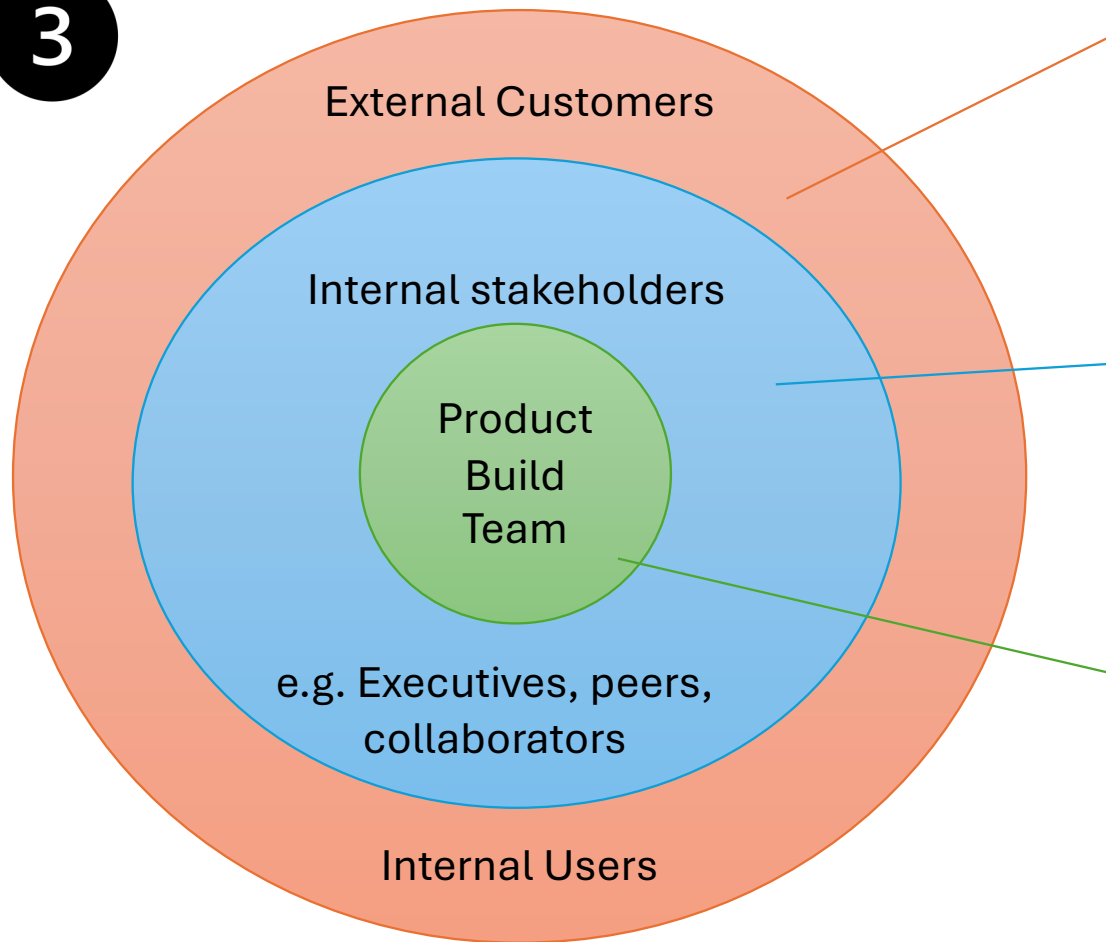 3
External Customers
Internal stakeholders
Product
Build
Team
e.g. Executives, peers,
collaborators
Internal Users